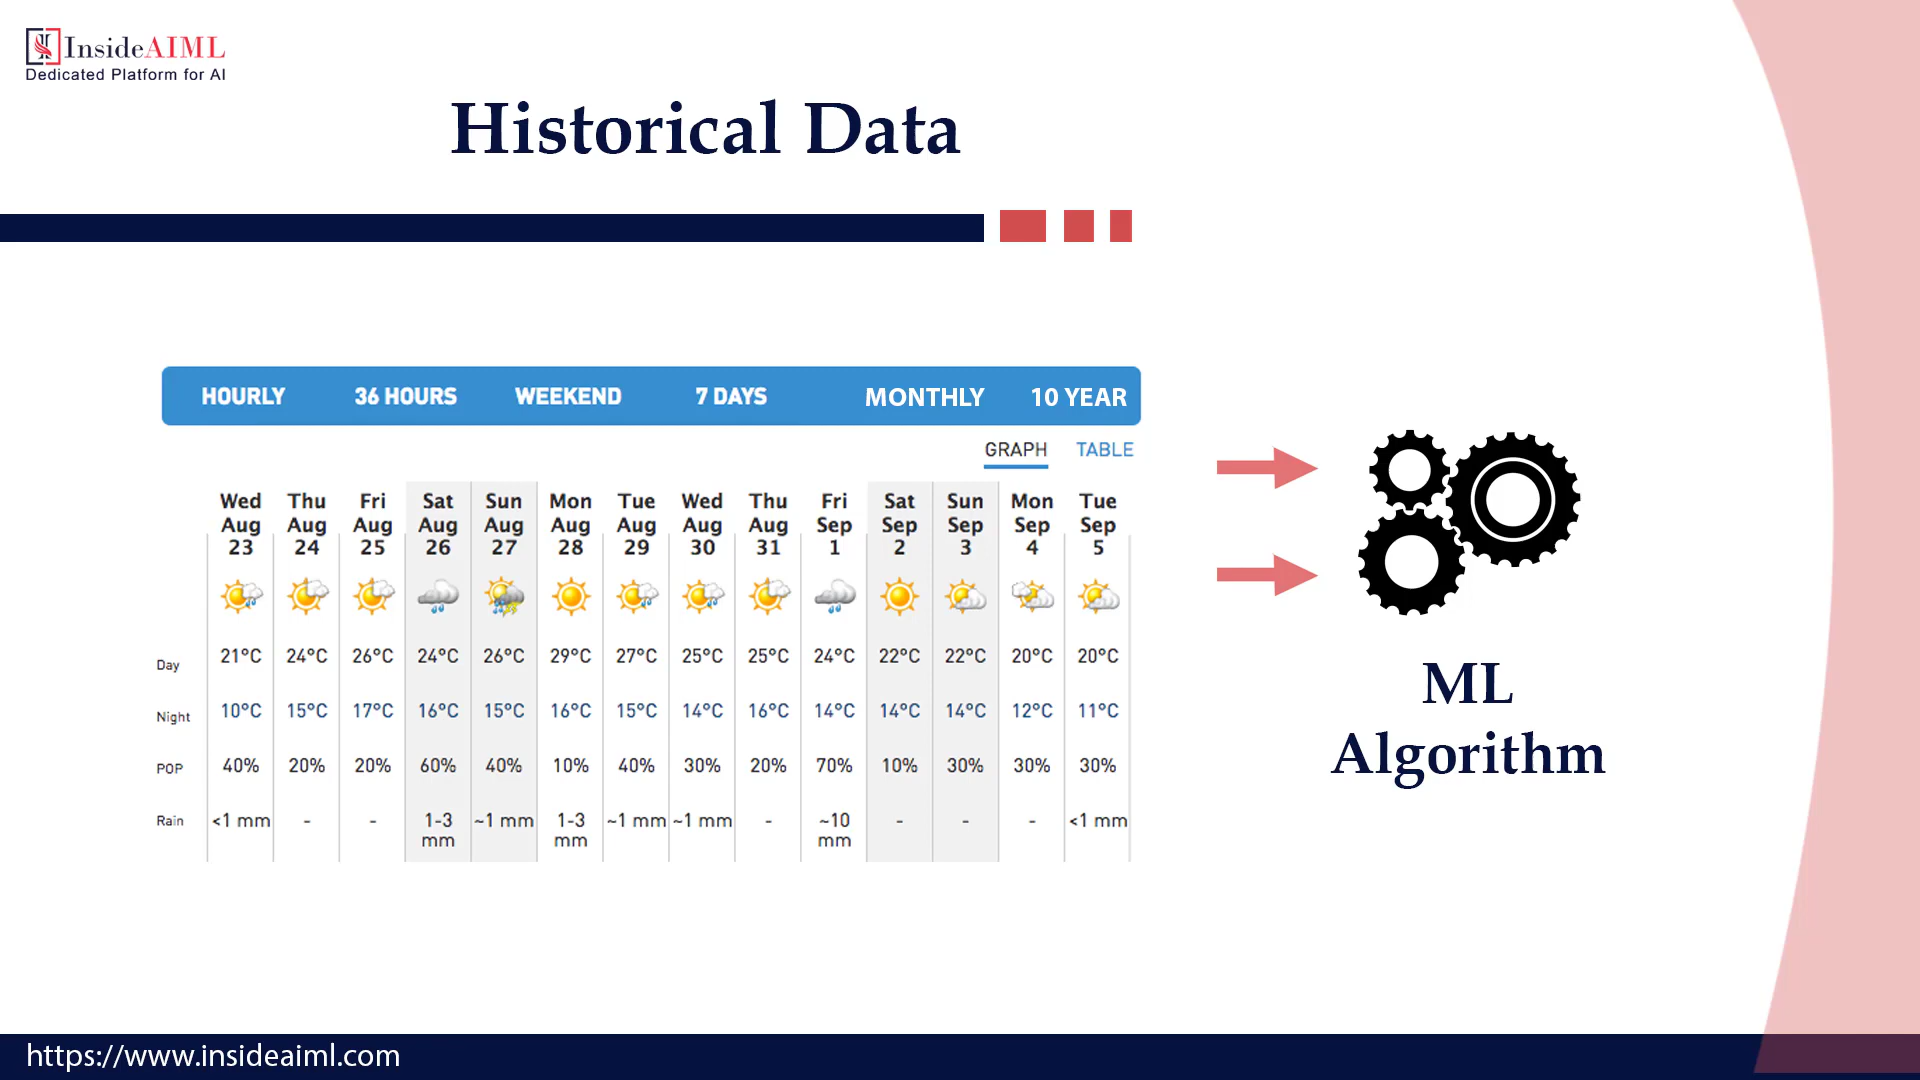 InsideAIML
Dedicated Platform for AI
Historical Data
HOURLY 36 HOURS WEEKEND 7 DAYS MONTHLY 10 YEAR
GRAPH TABLE
Wed Thu Fri Sat Sun Mon Tue Wed Thu Fri Sat Sun Mon Tue
Aug Aug Aug Aug Aug Aug Aug Aug Aug Sep Sep Sep Sep Sep
23 24 25 26 27 28 29 30 31 1 2 3 4 5
Day 21°C 24°C 26°C 24°C 26°C 29°C 27°C 25°C 25°C 24°C 22°C 22°C 20°C 20°C
Night 10°C 15°C 17°C 16°C 15°C 16°C 15°C 14°C 16°C 14°C 14°C 14°C 12°C 11°C
POP 40% 20% 20% 60% 40% 10% 40% 30% 20% 70% 10% 30% 30% 30%
Rain <1 mm - - 1-3 ~1 mm 1-3 ~1 mm ~1 mm - ~10 - - - <1 mm
mm mm mm
ML
Algorithm
https://www.insideaiml.com